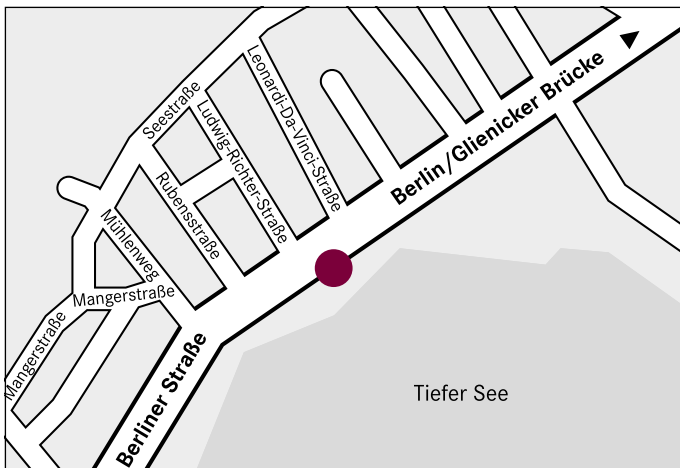 Berlin/Glienicker Brücke
Leonardi-Da-Vinci-Straße
Seestraße
Ludwig-Richter-Straße
Rubensstraße
Mühlenweg
Mangerstraße
Mangerstraße
Berliner Straße
Tiefer See